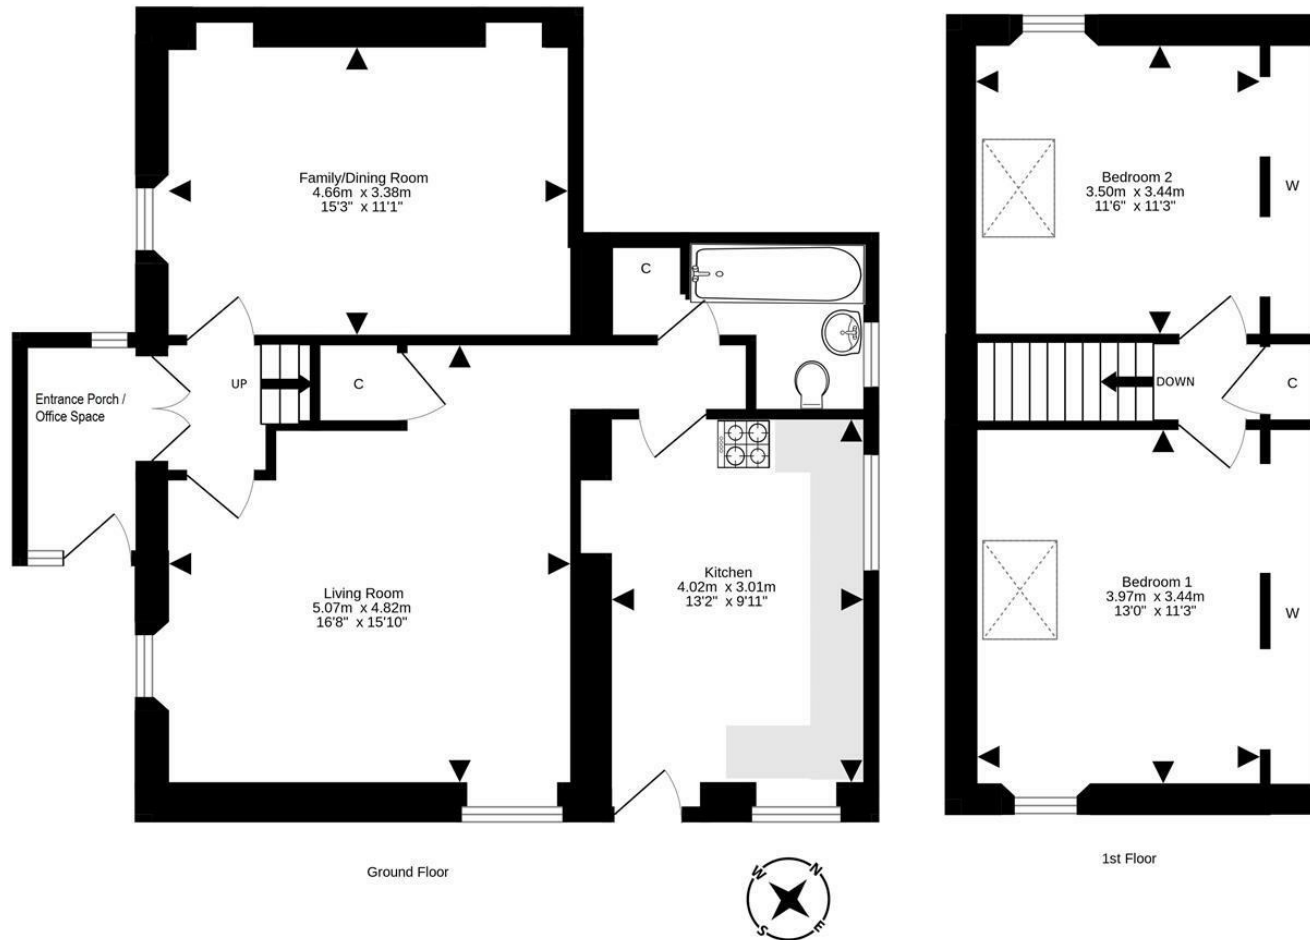 Family/Dining Room
4.66m x 3.38m
15'3" x 11'1"
C
Entrance Porch /
Office Space
UP
C
Living Room
5.07m x 4.82m
16'8" x 15'10"
Kitchen
4.02m x 3.01m
13'2" x 9'11"
Ground Floor
W
N
S
E
Bedroom 2
3.50m x 3.44m
11'6" x 11'3"
W
DOWN
C
Bedroom 1
3.97m x 3.44m
13'0" x 11'3"
W
1st Floor